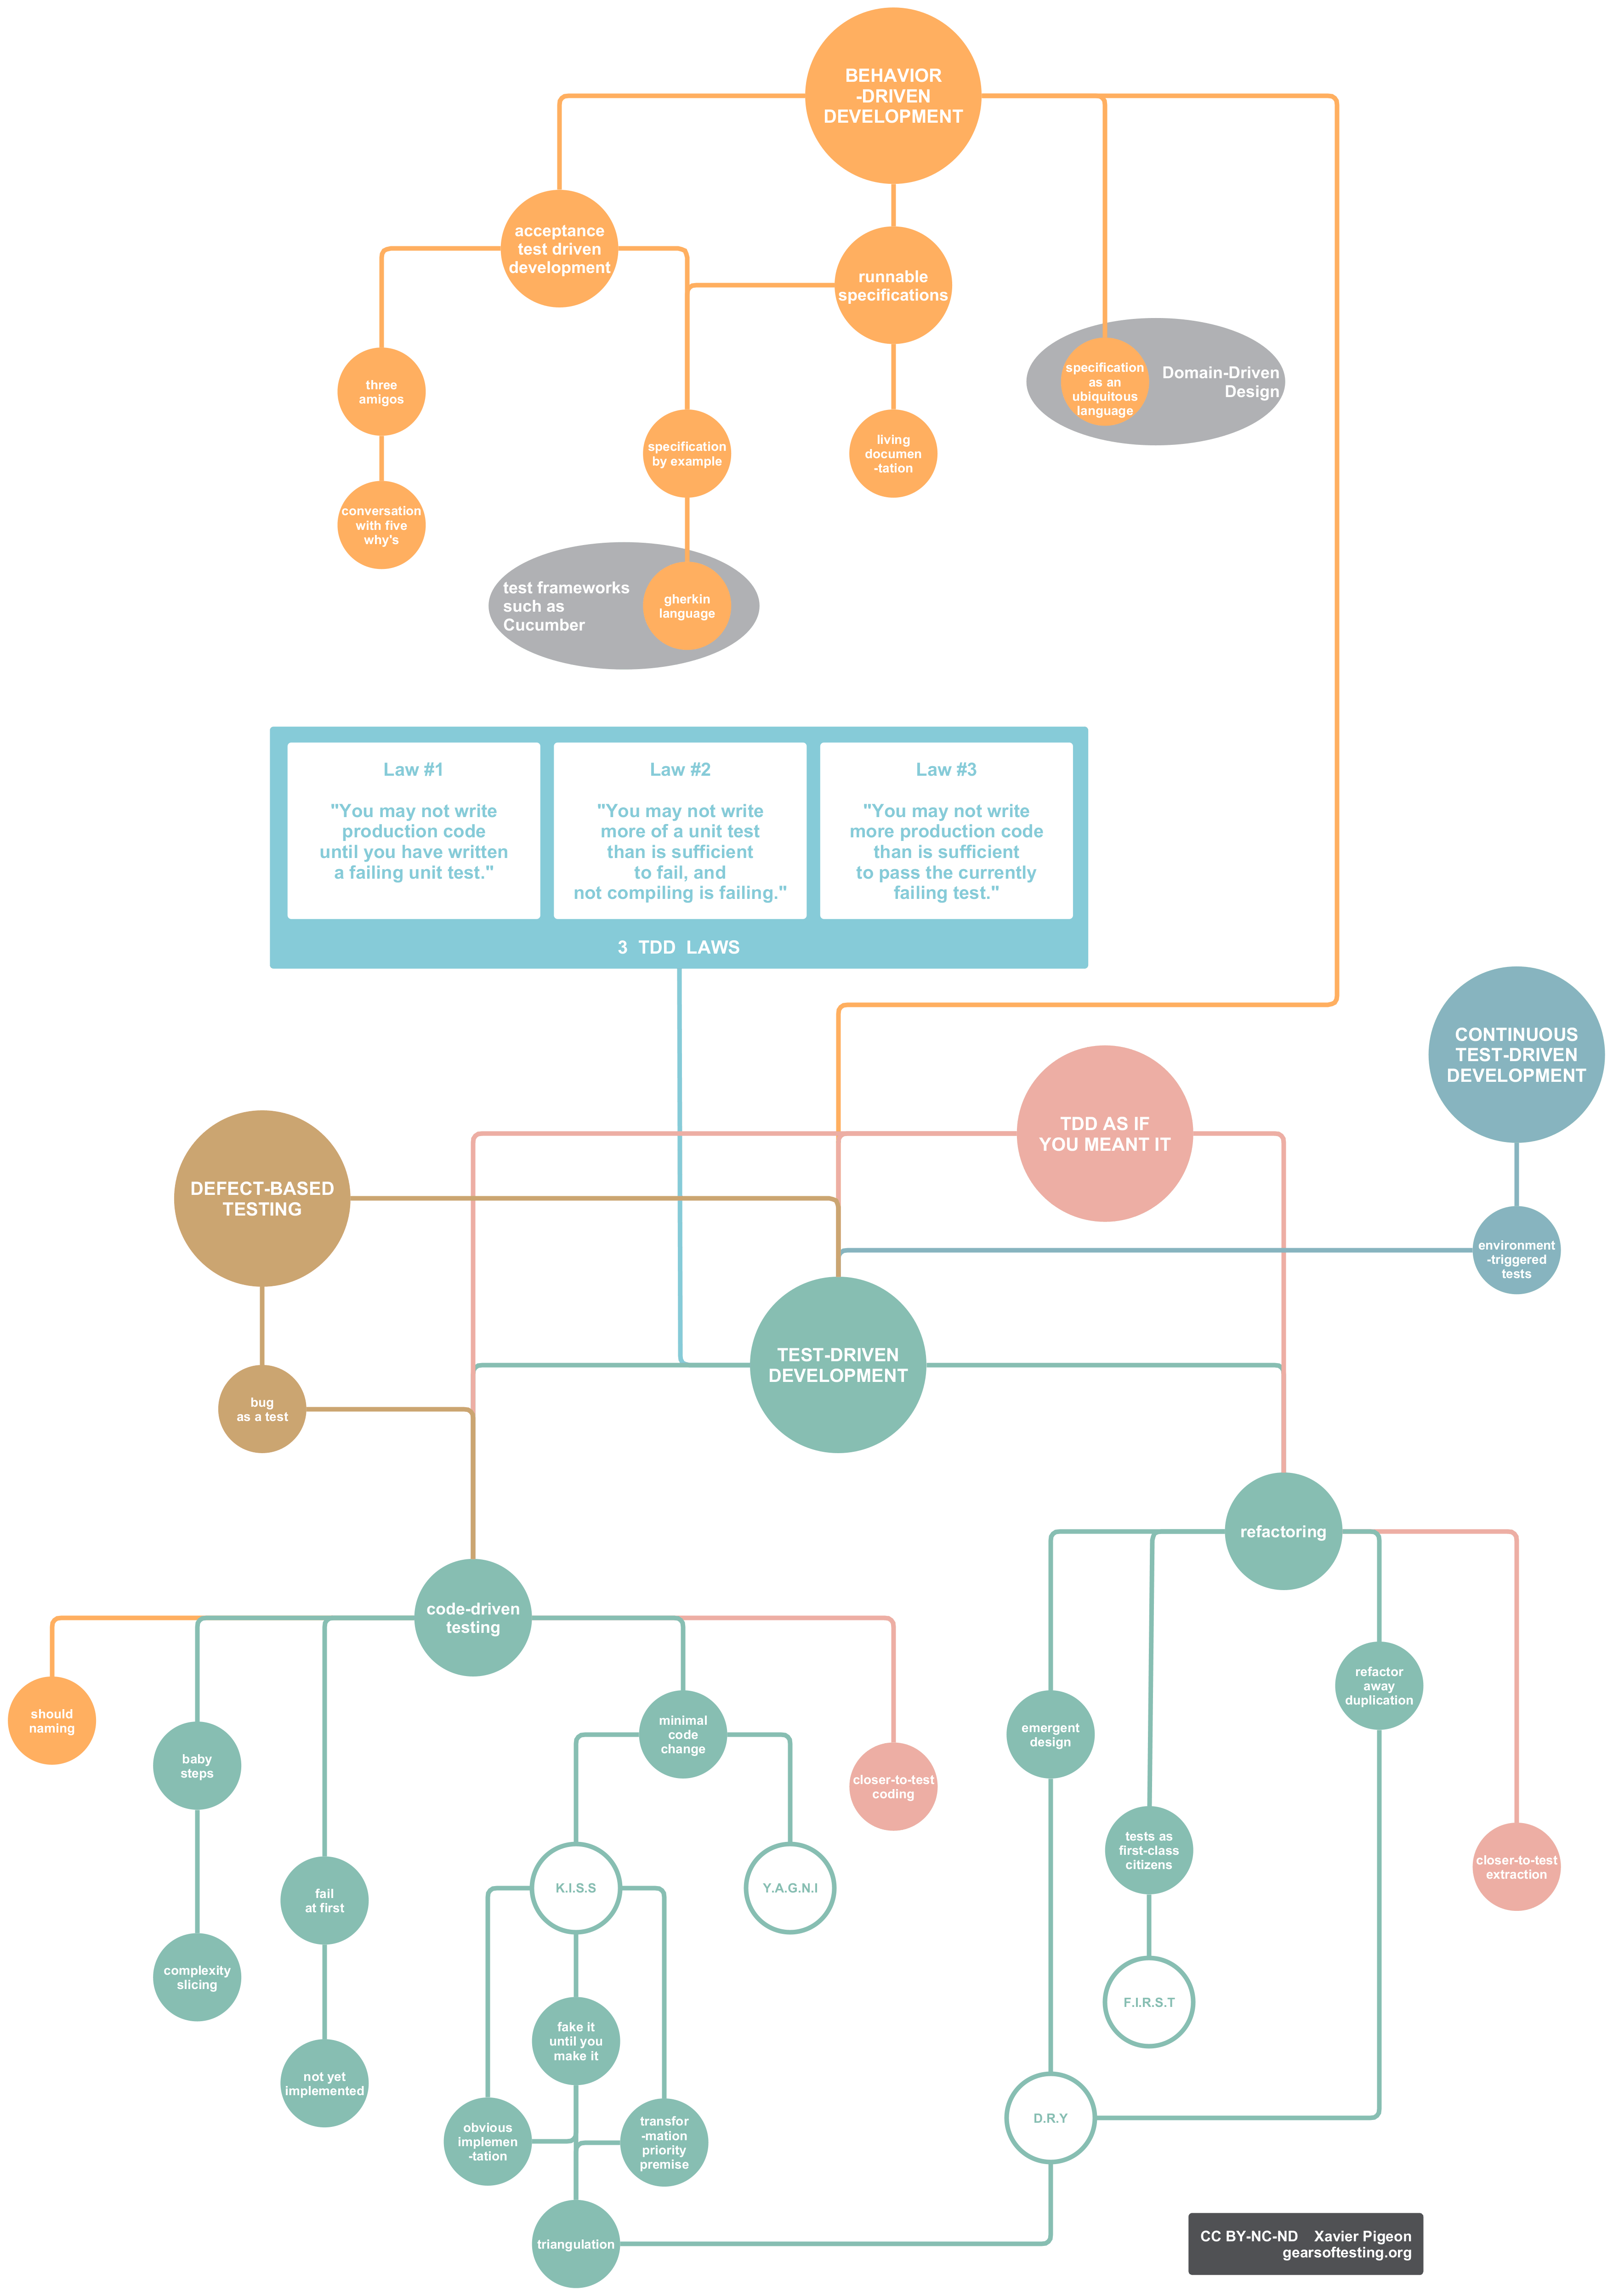 BEHAVIOR
-DRIVEN
DEVELOPMENT
acceptance
test driven
development
runnable
specifications
three
amigos
specification
as an
ubiquitous
language
Domain-Driven
Design
specification
by example
living
documen
-tation
conversation
with five
why's
test frameworks
such as
Cucumber
gherkin
language
Law #1
"You may not write
production code
until you have written
a failing unit test."
Law #2
"You may not write
more of a unit test
than is sufficient
to fail, and
not compiling is failing."
Law #3
"You may not write
more production code
than is sufficient
to pass the currently
failing test."
3 TDD LAWS
CONTINUOUS
TEST-DRIVEN
DEVELOPMENT
TDD AS IF
YOU MEANT IT
DEFECT-BASED
TESTING
environment
-triggered
tests
TEST-DRIVEN
DEVELOPMENT
bug
as a test
refactoring
code-driven
testing
should
naming
baby
steps
minimal
code
change
closer-to-test
coding
emergent
design
refactor
away
duplication
tests as
first-class
citizens
closer-to-test
extraction
fail
at first
K.I.S.S
Y.A.G.N.I
complexity
slicing
F.I.R.S.T
fake it
until you
make it
not yet
implemented
obvious
implemen
-tation
transfor
-mation
priority
premise
D.R.Y
triangulation
CC BY-NC-ND Xavier Pigeon
gearsoftesting.org